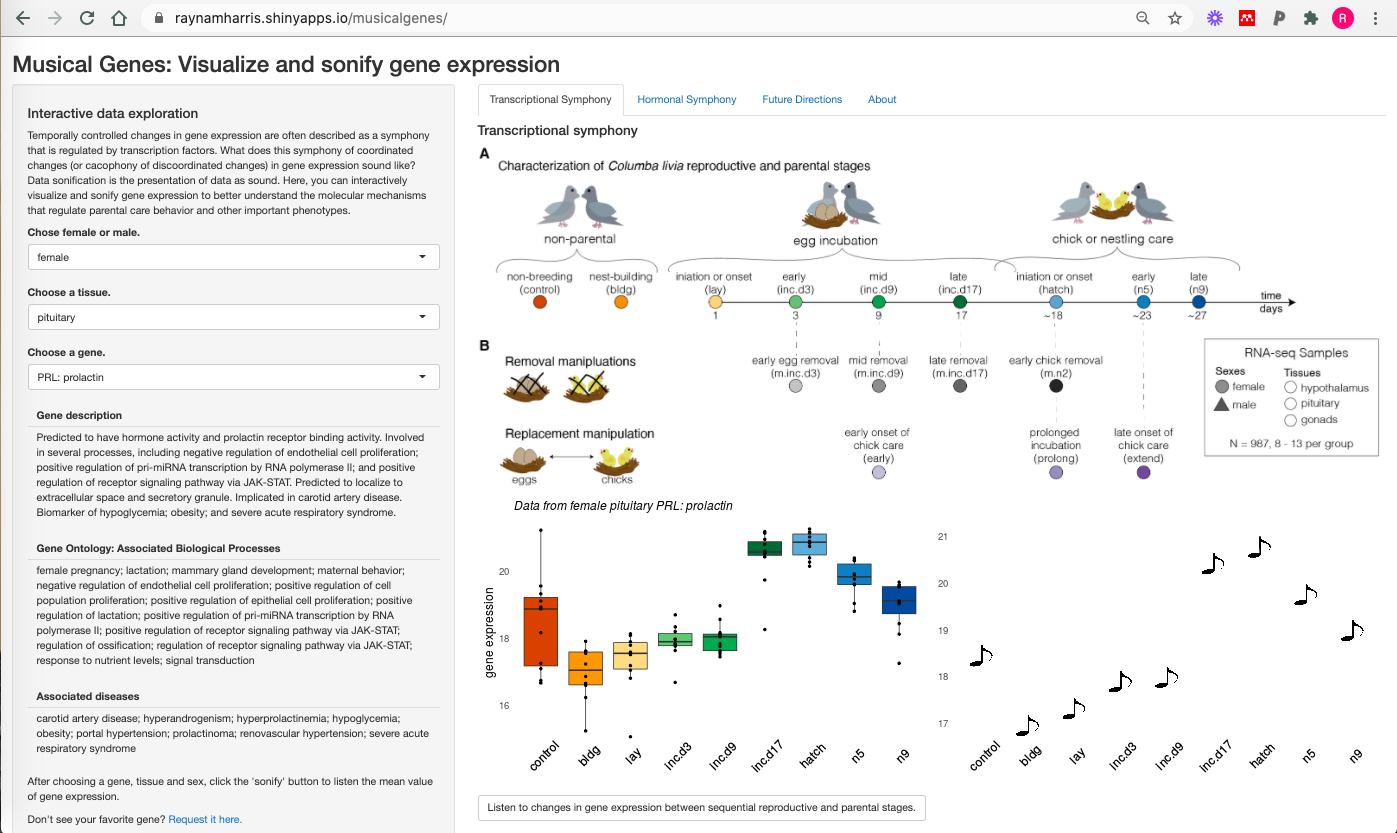 raynamharris.shinyapps.io/musicalgenes/
R
Musical Genes: Visualize and sonify gene expression
Interactive data exploration
Temporally controlled changes in gene expression are often described as a symphony
that is regulated by transcription factors. What does this symphony of coordinated
changes (or cacophony of discoordinated changes) in gene expression sound like?
Data sonification is the presentation of data as sound. Here, you can interactively
visualize and sonify gene expression to better understand the molecular mechanisms
that regulate parental care behavior and other important phenotypes.
Chose female or male.
female
Choose a tissue.
pituitary
Choose a gene.
PRL: prolactin
Gene description
Predicted to have hormone activity and prolactin receptor binding activity. Involved
in several processes, including negative regulation of endothelial cell proliferation;
positive regulation of pri-miRNA transcription by RNA polymerase II; and positive
regulation of receptor signaling pathway via JAK-STAT. Predicted to localize to
extracellular space and secretory granule. Implicated in carotid artery disease.
Biomarker of hypoglycemia; obesity; and severe acute respiratory syndrome.
Gene Ontology: Associated Biological Processes
female pregnancy; lactation; mammary gland development; maternal behavior;
negative regulation of endothelial cell proliferation; positive regulation of cell
population proliferation; positive regulation of epithelial cell proliferation; positive
regulation of lactation; positive regulation of pri-miRNA transcription by RNA
polymerase II; positive regulation of receptor signaling pathway via JAK-STAT;
regulation of ossification; regulation of receptor signaling pathway via JAK-STAT;
response to nutrient levels; signal transduction
Associated diseases
carotid artery disease; hyperandrogenism; hyperprolactinemia; hypoglycemia;
obesity; portal hypertension; prolactinoma; renovascular hypertension; severe acute
respiratory syndrome
After choosing a gene, tissue and sex, click the 'sonify' button to listen the mean value
of gene expression.
Don't see your favorite gene? Request it here.
Transcriptional Symphony Hormonal Symphony Future Directions About
Transcriptional symphony
A
Characterization of Columba livia reproductive and parental stages
non-parental egg incubation chick or nestling care
non-breeding nest-building iniation or onset early mid late iniation or onset early late
(control) (bldg) (lay) (inc.d3) (inc.d9) (inc.d17) (hatch) (n5) (n9)
time
days
1 3 9 17 ~18 ~23 ~27
B
Removal manipluations
early egg removal mid removal late removal early chick removal
(m.inc.d3) (m.inc.d9) (m.inc.d17) (m.n2)
Replacement manipulation
eggs chicks
early onset of prolonged late onset of
chick care incubation chick care
(early) (prolong) (extend)
RNA-seq Samples
Sexes Tissues
female hypothalamus
male pituitary
gonads
N = 987, 8 - 13 per group
Data from female pituitary PRL: prolactin
gene expression
20
18
16
control bldg lay inc.d3 inc.d9 inc.d17 hatch n5 n9
21
20
19
18
17
control bldg lay inc.d3 inc.d9 inc.d17 hatch n5 n9
Listen to changes in gene expression between sequential reproductive and parental stages.